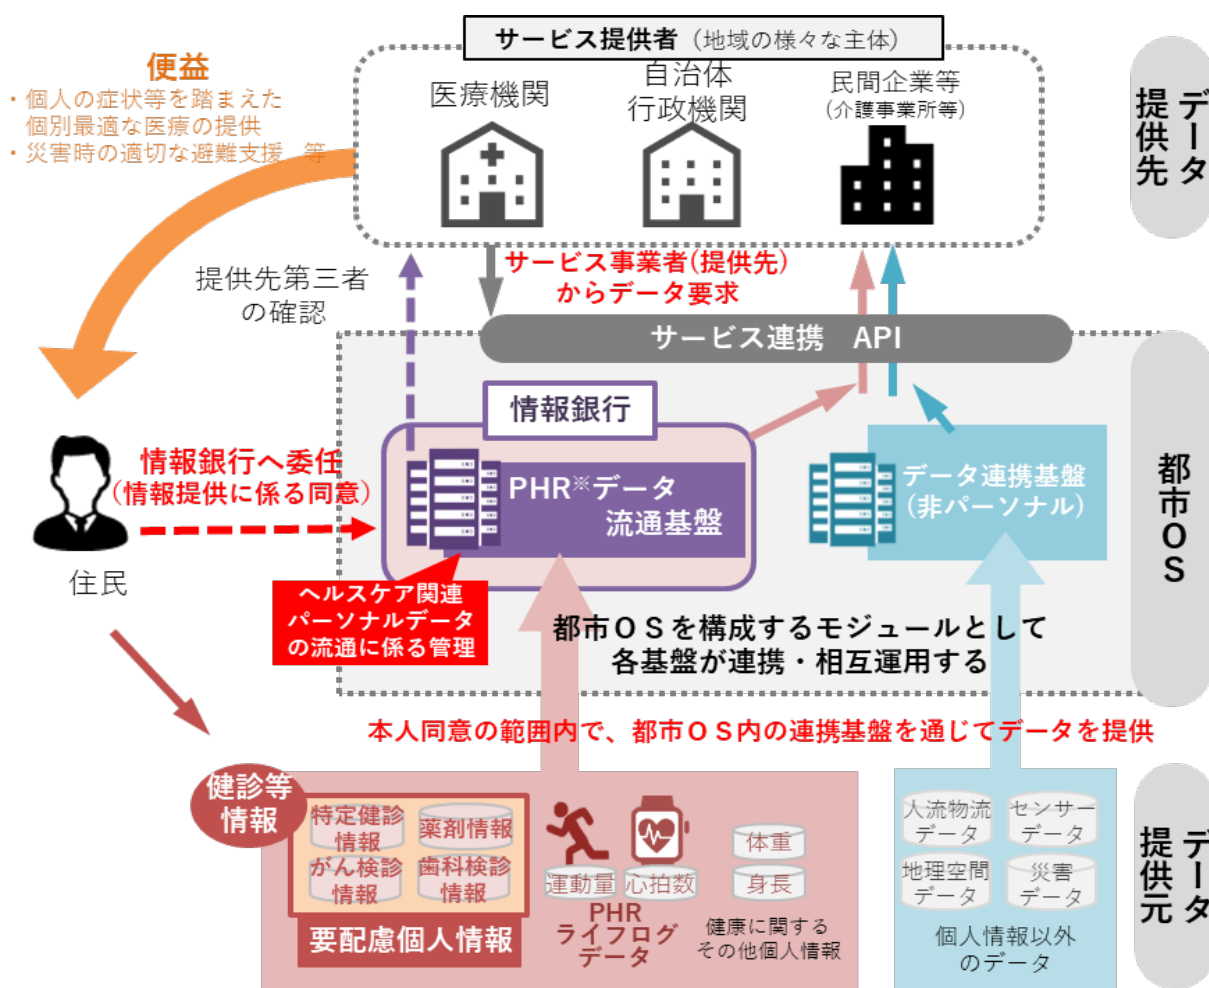 サービス提供者（地域の様々な主体）
便益
・個人の症状等を踏まえた
個別最適な医療の提供
・災害時の適切な避難支援　等
医療機関
自治体
行政機関
民間企業等
(介護事業所等)
データ
提供先
提供先第三者
の確認
サービス事業者(提供先)
からデータ要求
サービス連携　API
情報銀行
情報銀行へ委任
(情報提供に係る同意)
PHR※データ
流通基盤
データ連携基盤
(非パーソナル)
都市OS
住民
ヘルスケア関連
パーソナルデータ
の流通に係る管理
都市ＯＳを構成するモジュールとして
各基盤が連携・相互運用する
本人同意の範囲内で、都市ＯＳ内の連携基盤を通じてデータを提供
健診等
情報
特定健診
情報
薬剤情報
がん検診
情報
歯科検診
情報
要配慮個人情報
運動量
心拍数
PHR
ライフログ
データ
体重
身長
健康に関する
その他個人情報
人流物流
データ
センサー
データ
地理空間
データ
災害
データ
個人情報以外
のデータ
データ
提供元